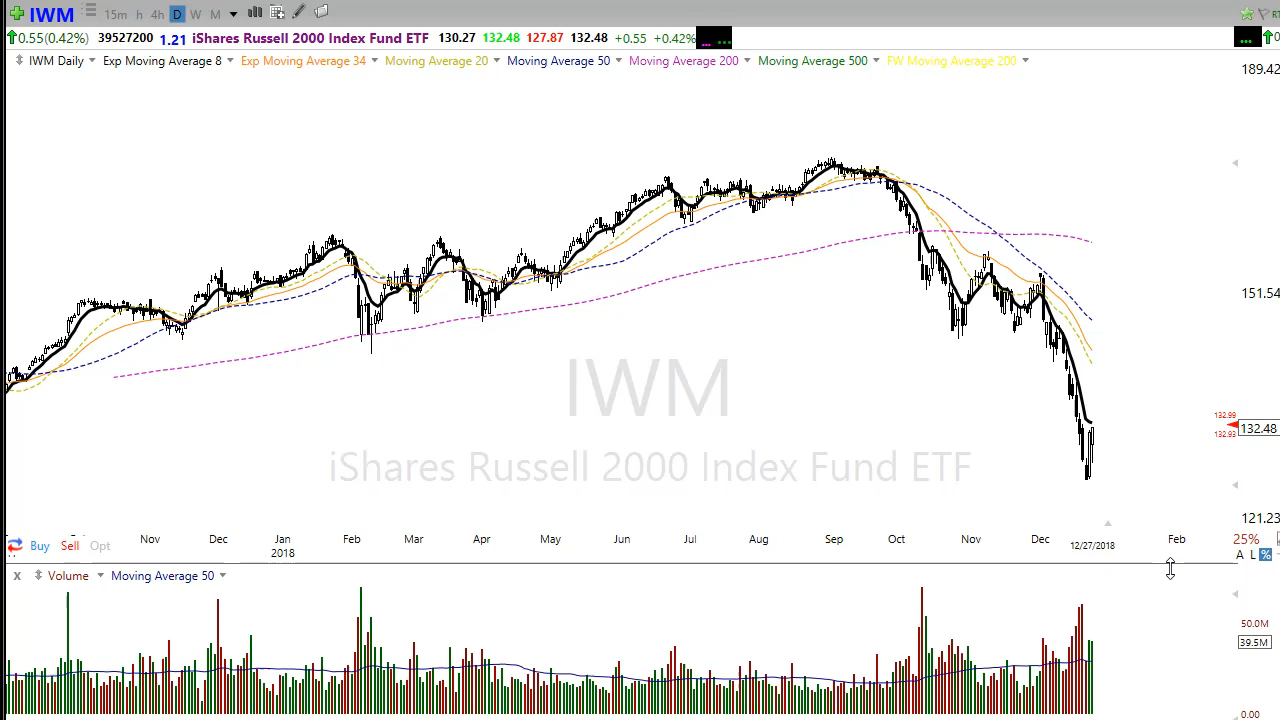 IWM 15m h 4h D W M
0.55(0.42%) 39527200 1.21 iShares Russell 2000 Index Fund ETF 130.27 132.48 127.87 132.48 +0.55 +0.42%
IWM Daily Exp Moving Average 8 Exp Moving Average 34 Moving Average 20 Moving Average 50 Moving Average 200 Moving Average 500 FW Moving Average 200
189.42
151.54
IWM
132.99
132.48
132.93
iShares Russell 2000 Index Fund ETF
121.23
Buy Sell Opt
Nov Dec Jan Feb Mar Apr May Jun Jul Aug Sep Oct Nov Dec 12/27/2018 Feb 25%
2018
A L %
x Volume Moving Average 50
50.0M
39.5M
0.00